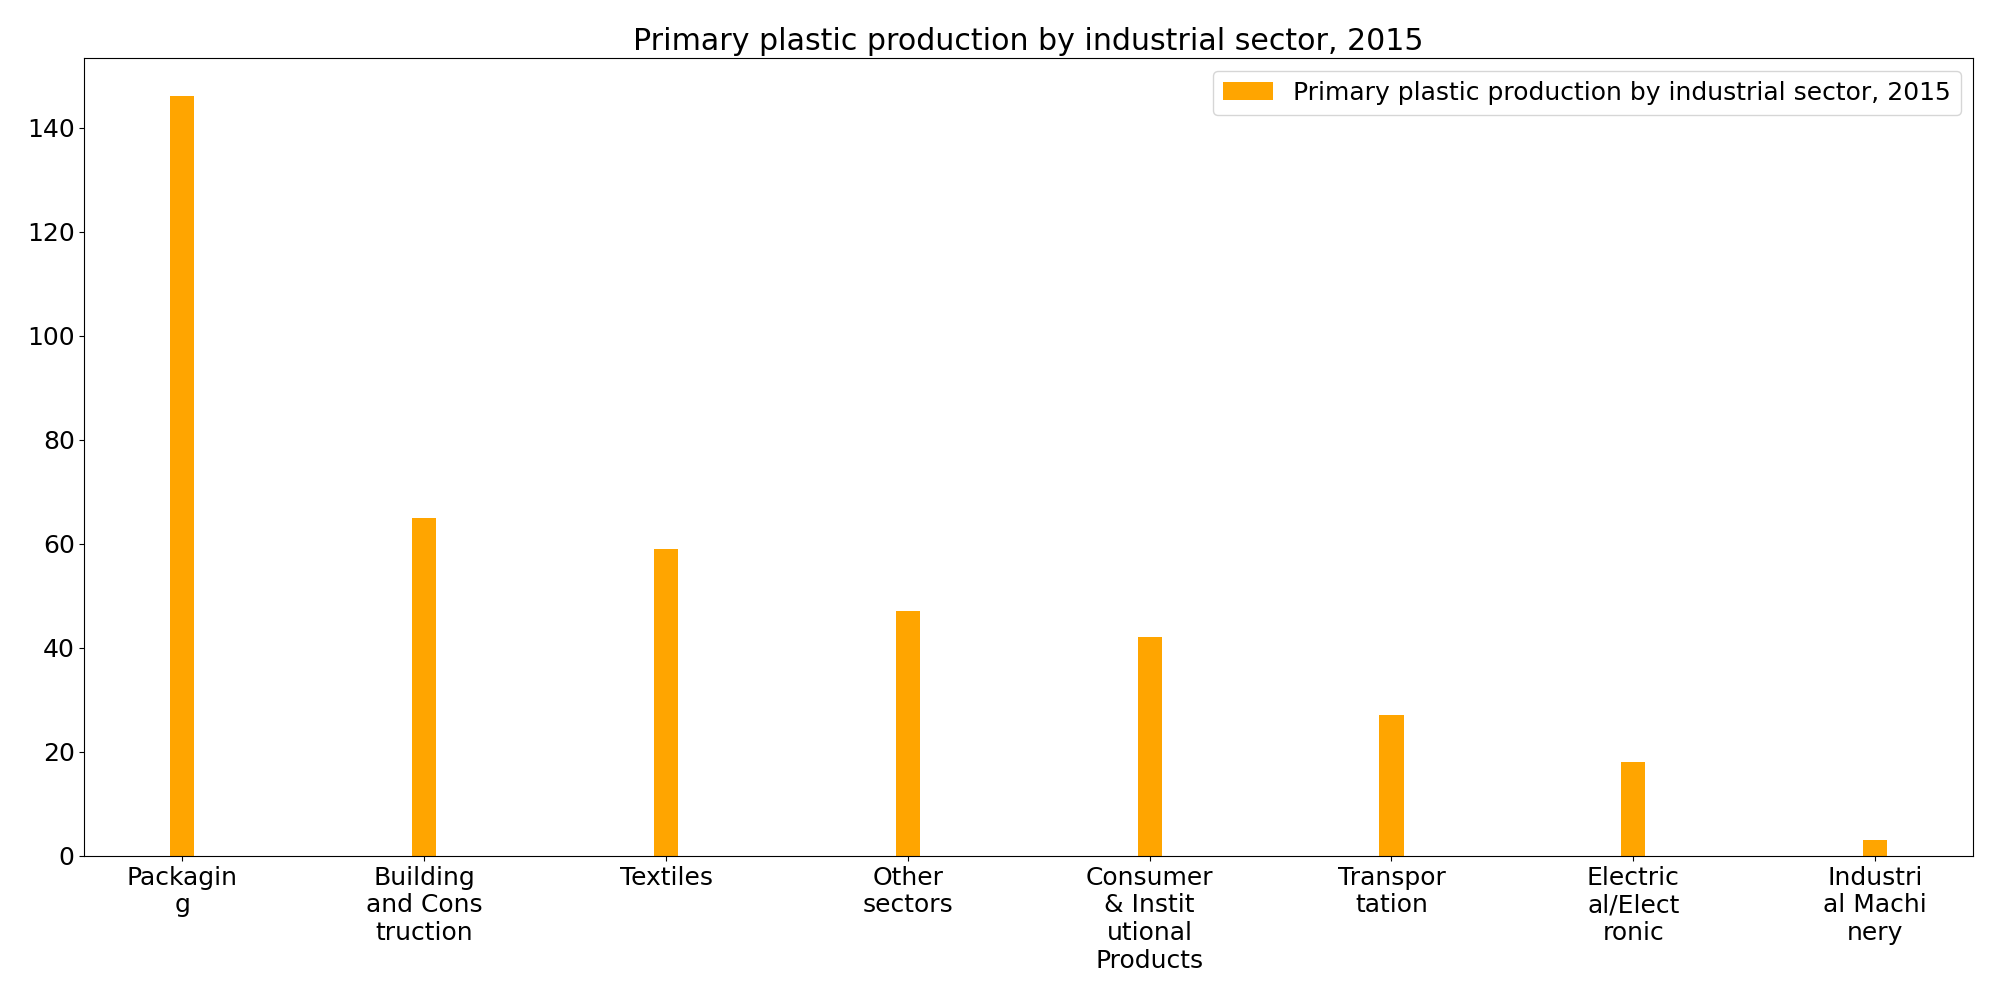 Primary plastic production by industrial sector, 2015
Primary plastic production by industrial sector, 2015
140
120
100
80
60
40
20
0
Packagin
g
Building
and Cons
truction
Textiles
Other
sectors
Consumer
& Instit
utional
Products
Transpor
tation
Electric
al/Elect
ronic
Industri
al Machi
nery